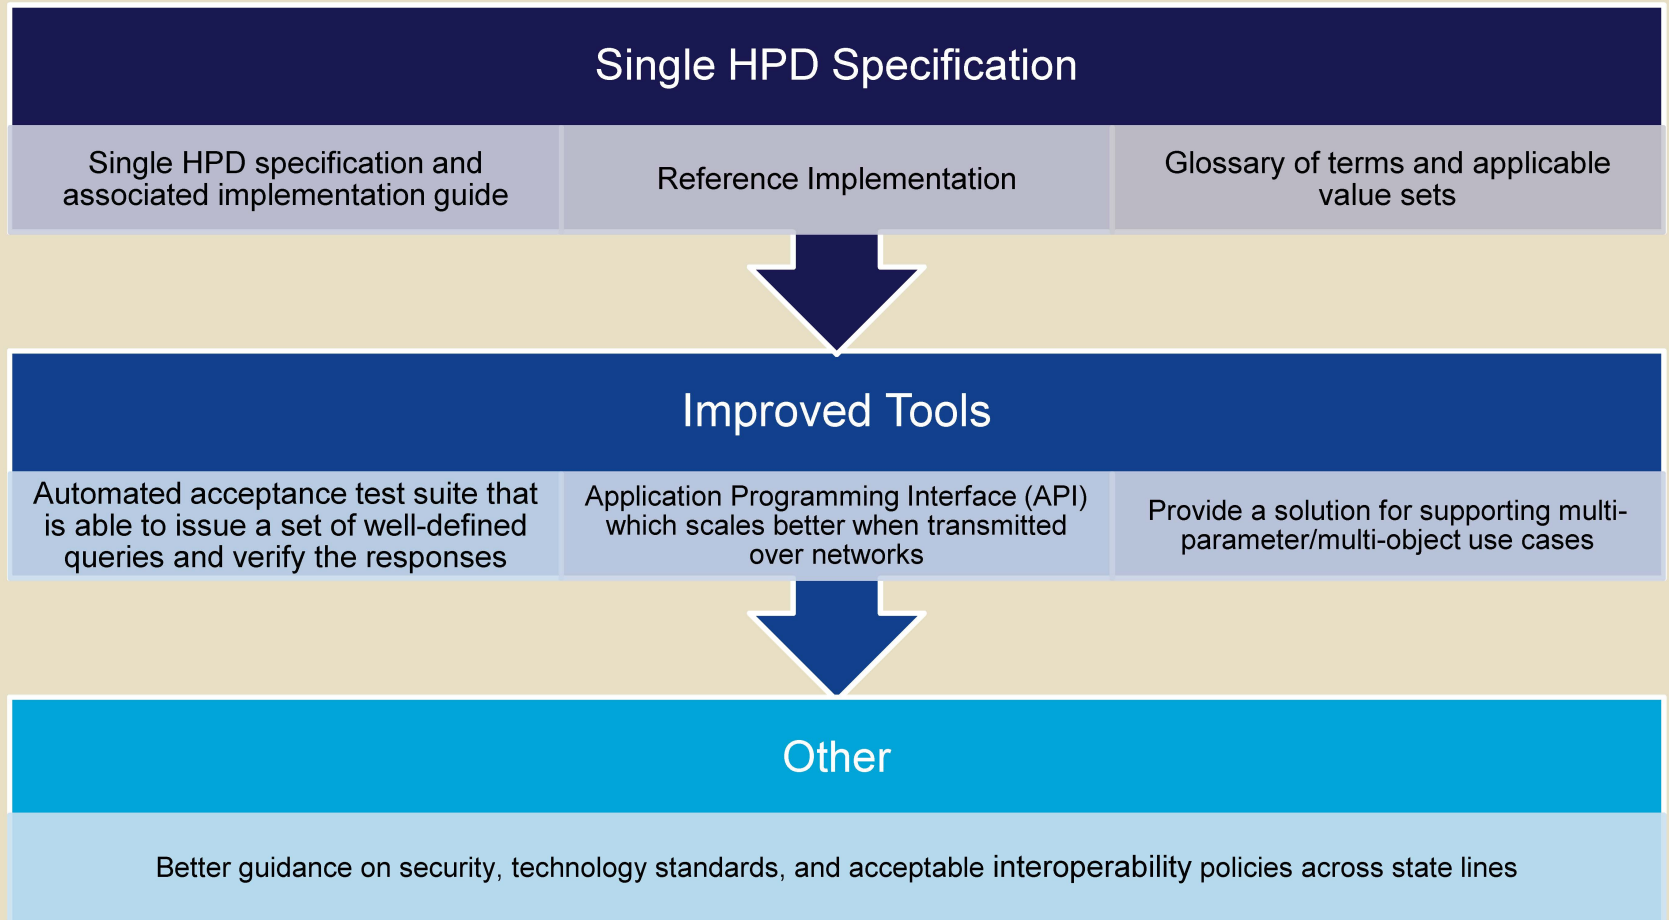 Single HPD Specification
Single HPD specification and
associated implementation guide
Reference Implementation
Glossary of terms and applicable
value sets
Improved Tools
Automated acceptance test suite that
is able to issue a set of well-defined
queries and verify the responses
Application Programming Interface (API)
which scales better when transmitted
over networks
Provide a solution for supporting multi-
parameter/multi-object use cases
Other
Better guidance on security, technology standards, and acceptable interoperability policies across state lines